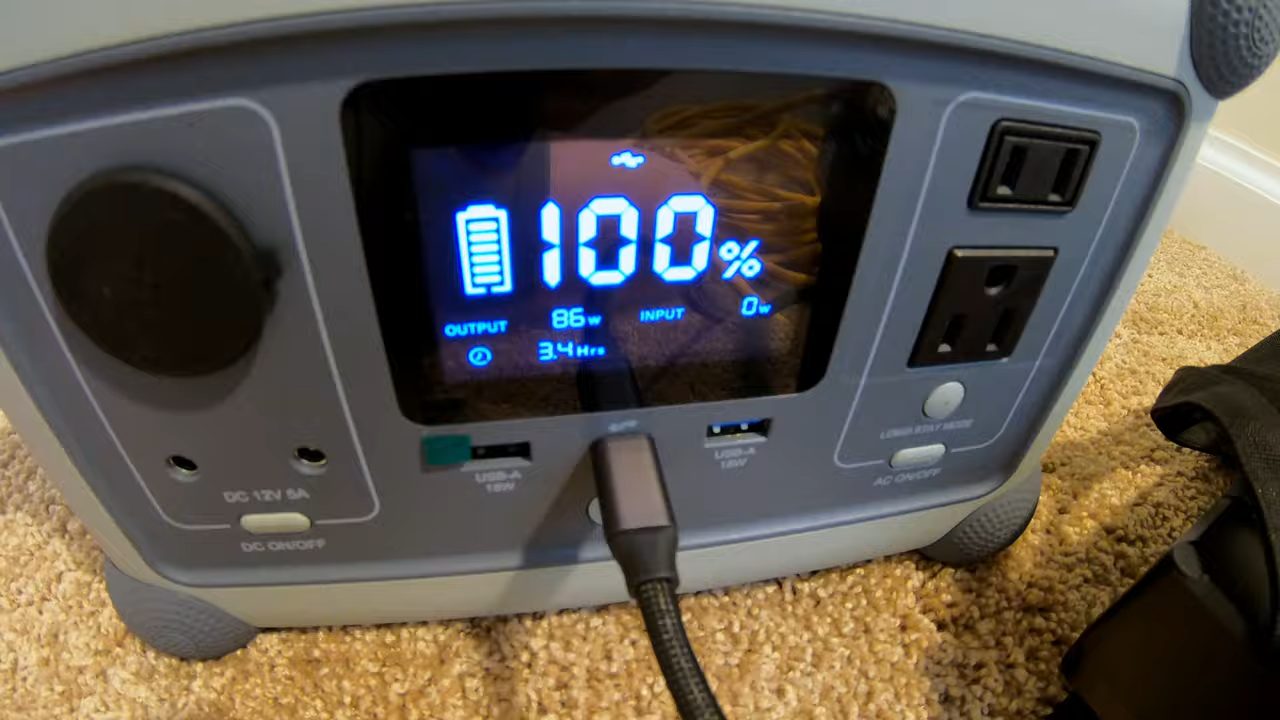 100%
OUTPUT 86w INPUT 0w
3.4Hrs
USB-A
18W
USB-A
18W
DC 12V 5A
DC ON/OFF
LONG-STAY MODE
AC ON/OFF